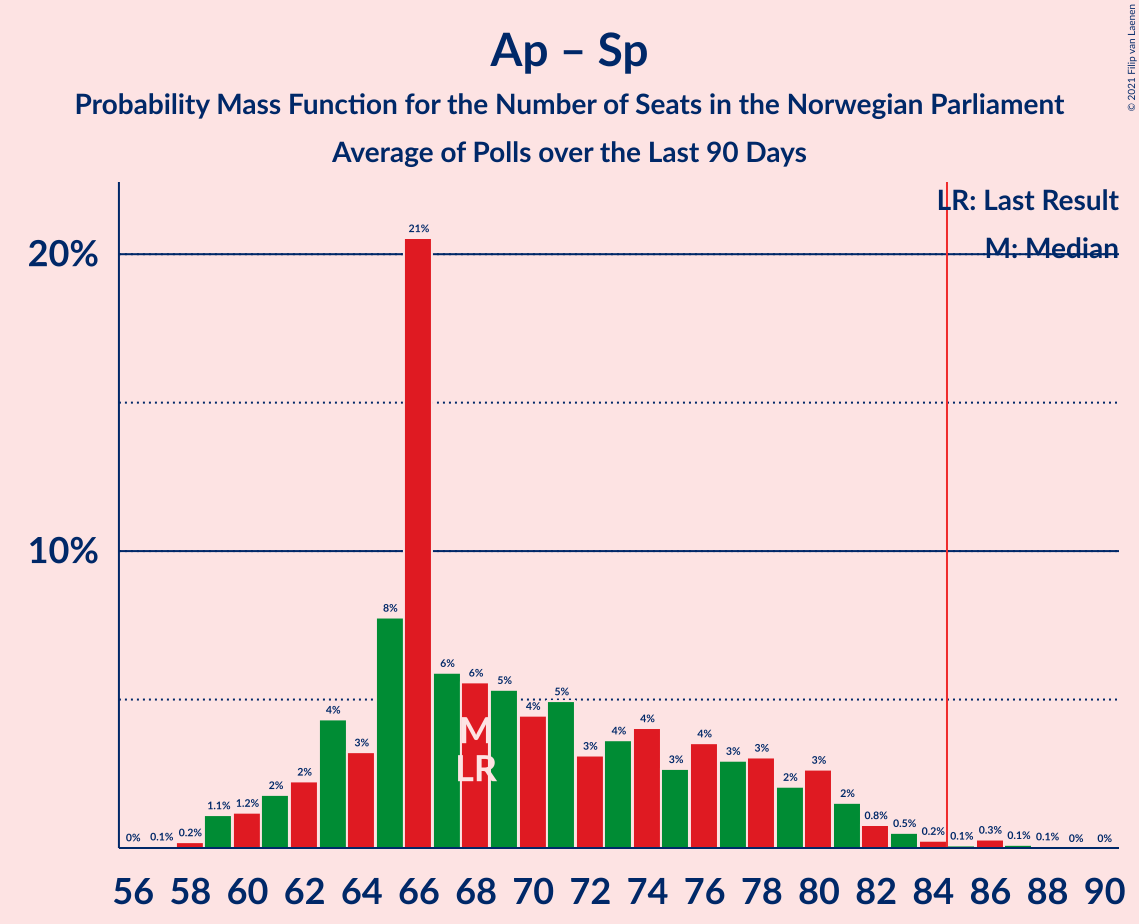 Ap – Sp
Probability Mass Function for the Number of Seats in the Norwegian Parliament
Average of Polls over the Last 90 Days
© 2021 Filip van Laenen
LR: Last Result
M: Median
20%
10%
0% 0.1% 0.2% 1.1% 1.2% 2% 2% 4% 3% 8% 21% 6% 6% 5% 4% 5% 3% 4% 4% 3% 4% 3% 3% 2% 3% 2% 0.8% 0.5% 0.2% 0.1% 0.3% 0.1% 0.1% 0% 0%
M
LR
56 58 60 62 64 66 68 70 72 74 76 78 80 82 84 86 88 90